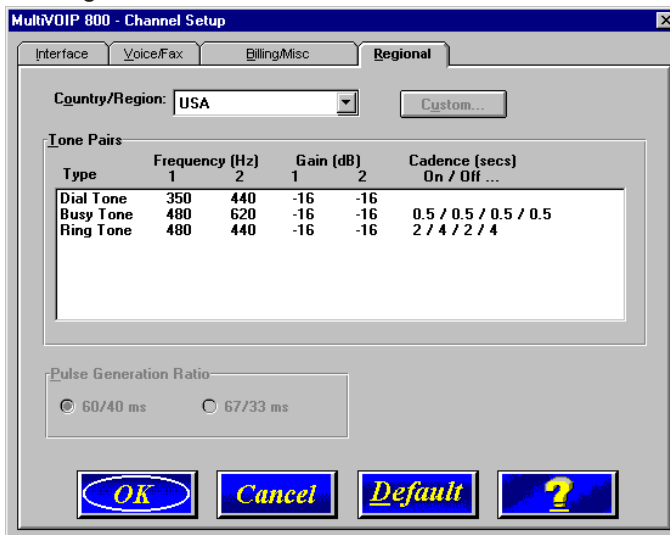 MultiVOIP 800 - Channel Setup
Interface Voice/Fax Billing/Misc Regional
Country/Region: USA Custom...
Tone Pairs
Frequency (Hz) Gain (dB) Cadence (secs)
Type 1 2 1 2 On / Off ...
Dial Tone 350 440 -16 -16
Busy Tone 480 620 -16 -16 0.5 / 0.5 / 0.5 / 0.5
Ring Tone 480 440 -16 -16 2 / 4 / 2 / 4
Pulse Generation Ratio
60/40 ms 67/33 ms
OK Cancel Default ?